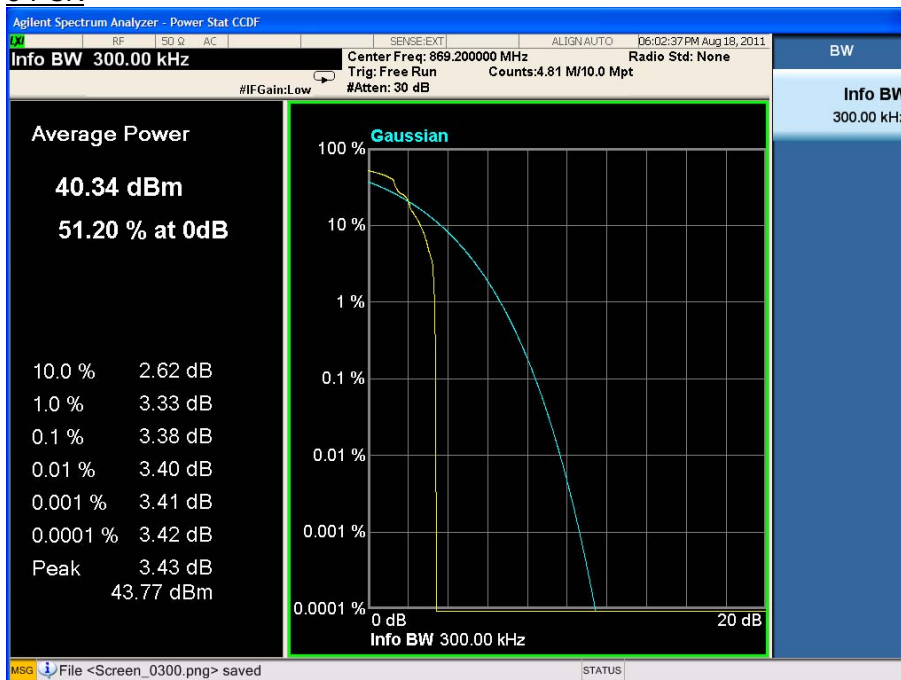 Agilent Spectrum Analyzer - Power Stat CCDF
LXI RF 50 Ω AC SENSE:EXT ALIGN AUTO 06:02:37 PM Aug 18, 2011
Info BW 300.00 kHz
Center Freq: 869.200000 MHz Radio Std: None
Trig: Free Run Counts:4.81 M/10.0 Mpt
#IFGain:Low #Atten: 30 dB
BW
Info BW
300.00 kHz
Average Power
40.34 dBm
51.20 % at 0dB
10.0 % 2.62 dB
1.0 % 3.33 dB
0.1 % 3.38 dB
0.01 % 3.40 dB
0.001 % 3.41 dB
0.0001 % 3.42 dB
Peak 3.43 dB
43.77 dBm
Gaussian
100 %
10 %
1 %
0.1 %
0.01 %
0.001 %
0.0001 %
0 dB 20 dB
Info BW 300.00 kHz
MSG File <Screen_0300.png> saved STATUS